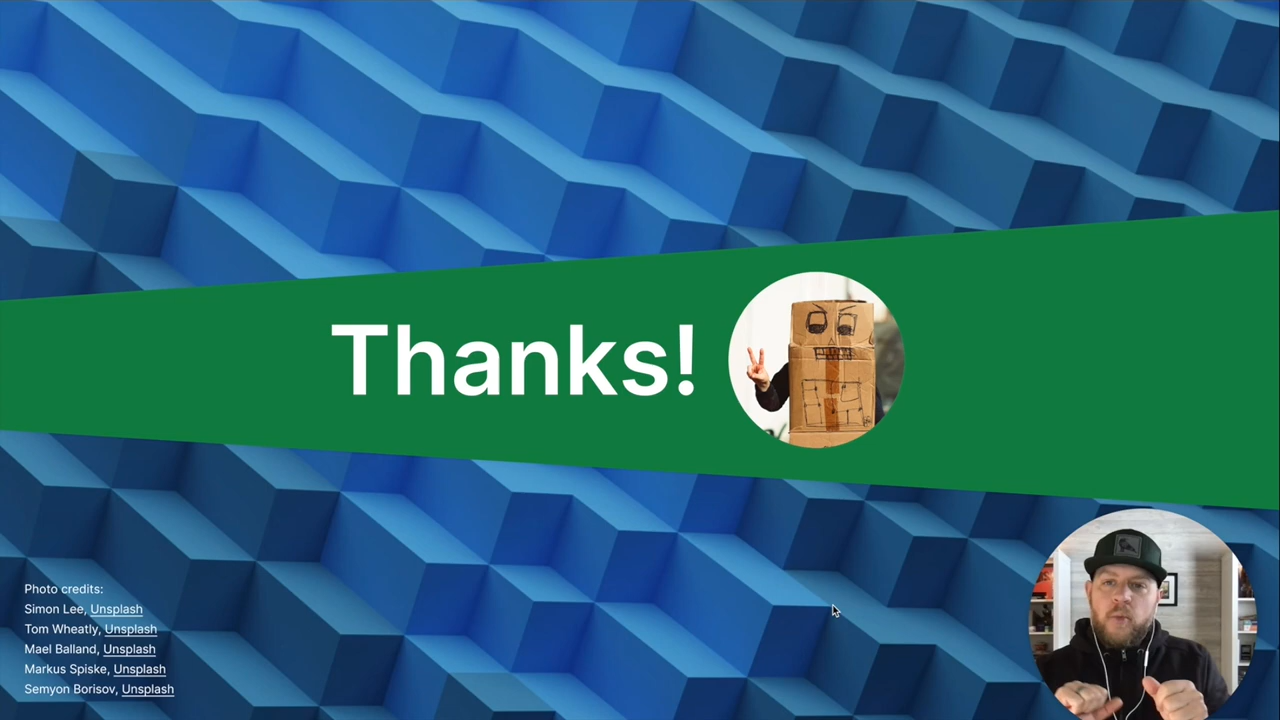 Thanks!
Photo credits:
Simon Lee, Unsplash
Tom Wheatly, Unsplash
Mael Balland, Unsplash
Markus Spiske, Unsplash
Semyon Borisov, Unsplash